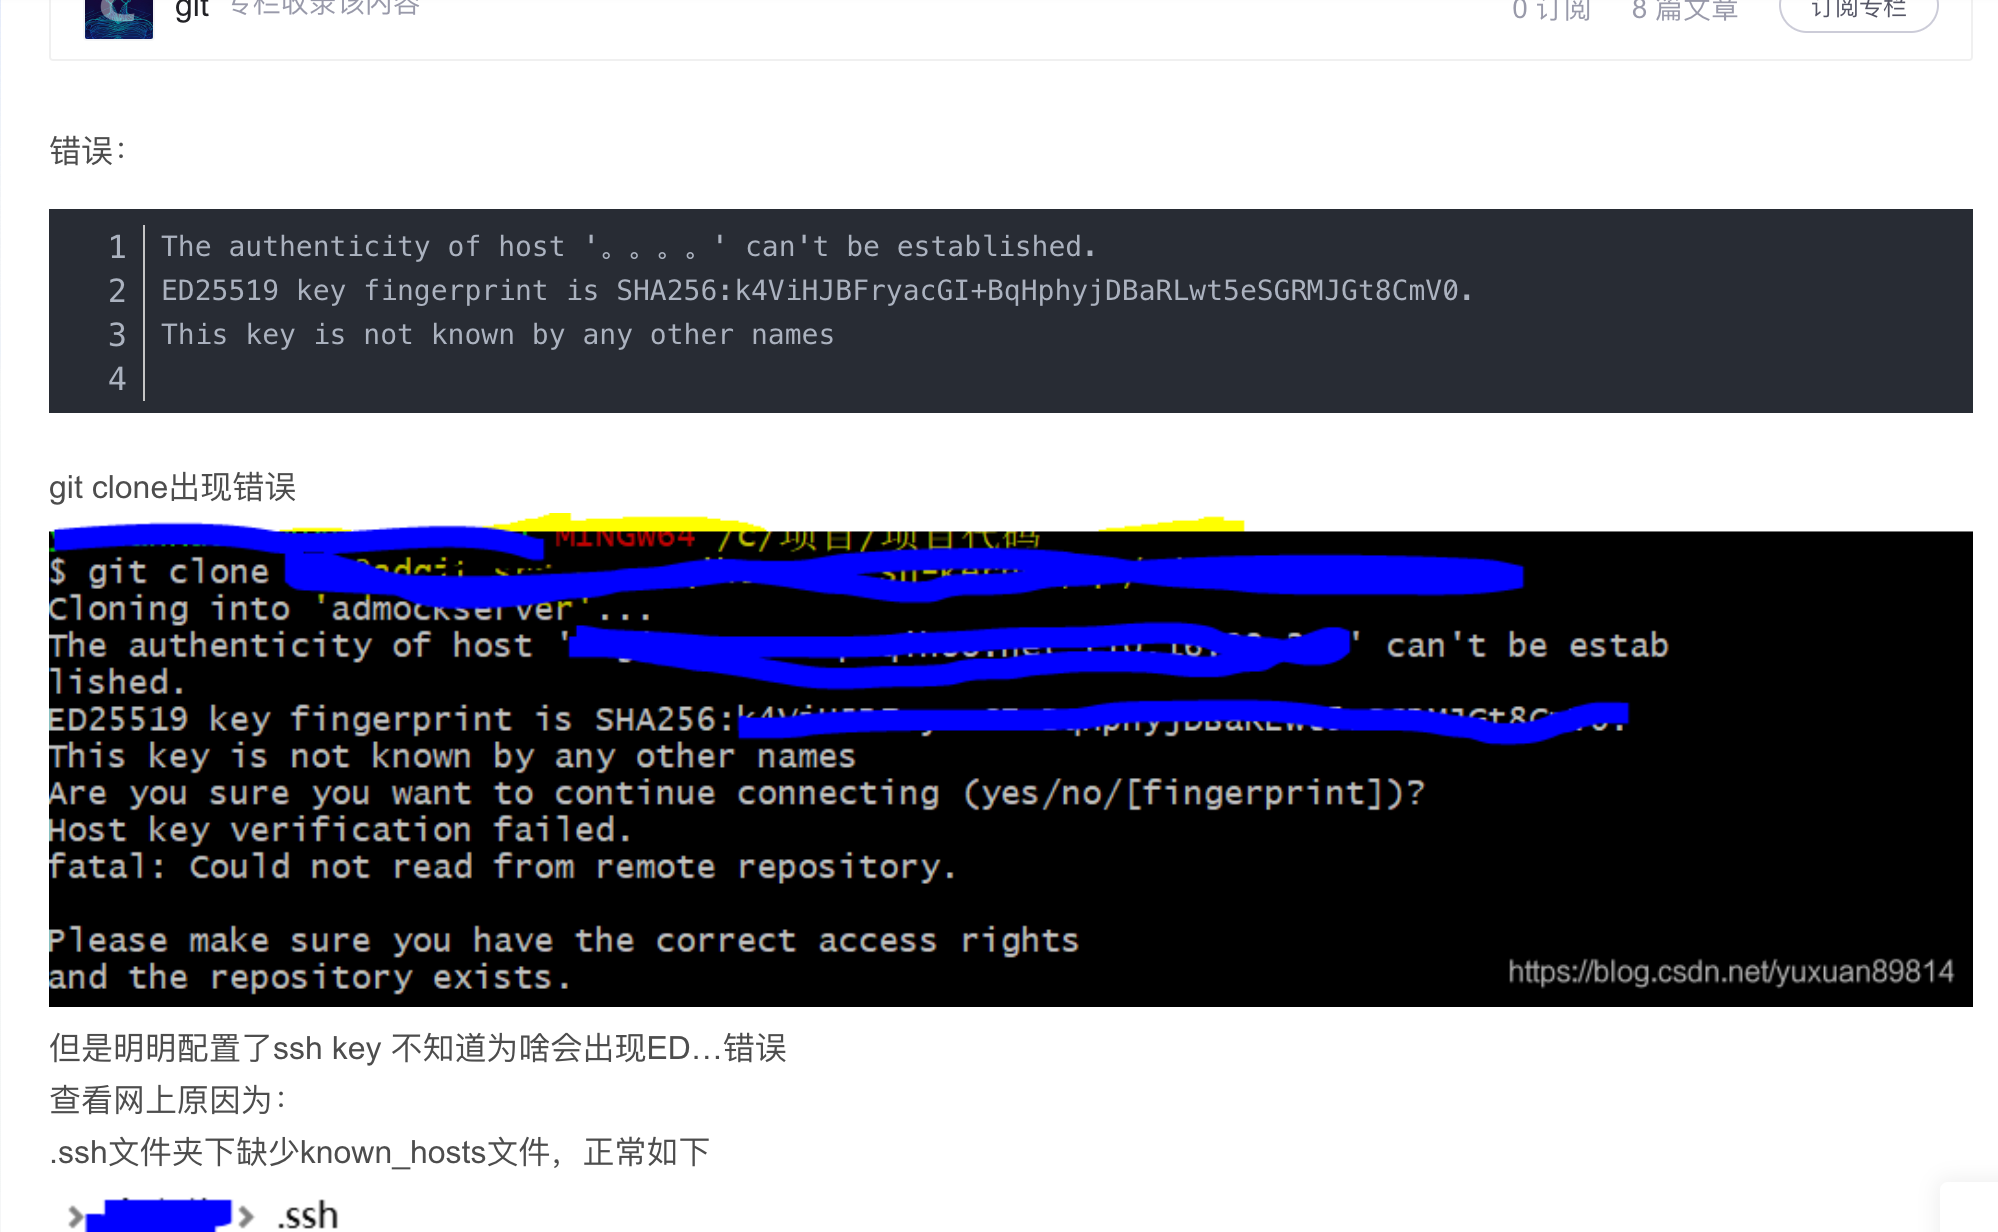 git 专栏收录该内容
0 订阅 8 篇文章 订阅专栏
错误：
1 The authenticity of host '。。。。' can't be established.
2 ED25519 key fingerprint is SHA256:k4ViHJBFryacGI+BqHphyjDBaRLwt5eSGRMJGt8CmV0.
3 This key is not known by any other names
4
git clone出现错误
MINGW64 /c/项目/项目代码
$ git clone
Cloning into 'admockserver'...
The authenticity of host ' ' can't be estab
lished.
ED25519 key fingerprint is SHA256:
This key is not known by any other names
Are you sure you want to continue connecting (yes/no/[fingerprint])?
Host key verification failed.
fatal: Could not read from remote repository.
Please make sure you have the correct access rights
and the repository exists.
https://blog.csdn.net/yuxuan89814
但是明明配置了ssh key 不知道为啥会出现ED...错误
查看网上原因为：
.ssh文件夹下缺少known_hosts文件，正常如下
› › .ssh